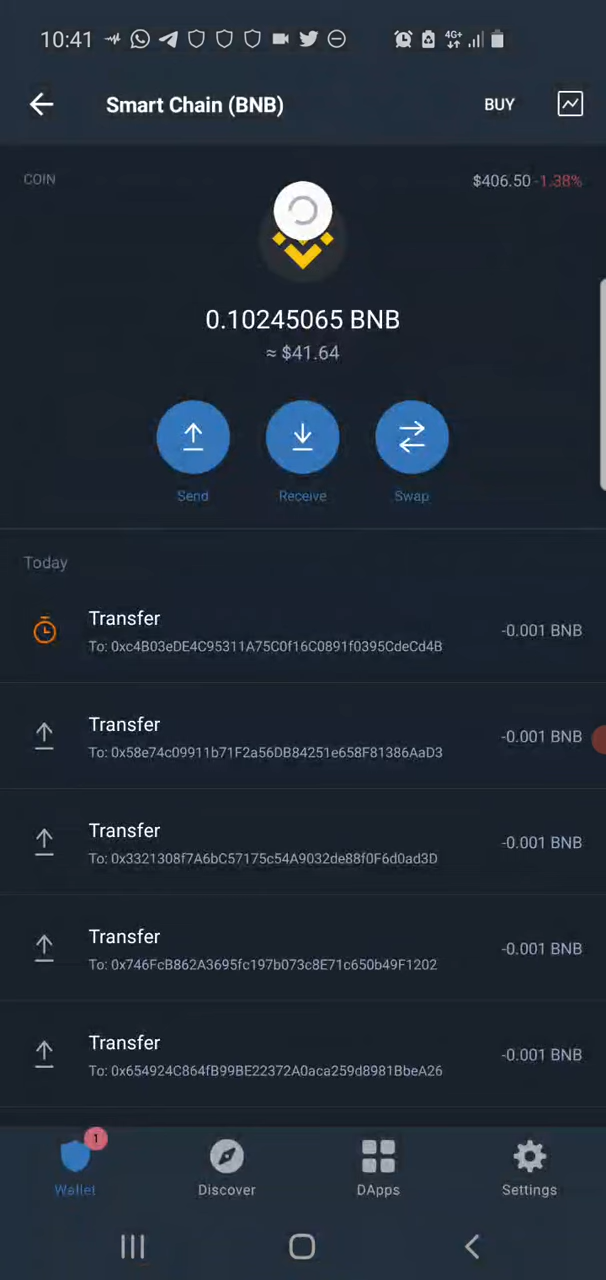 10:41
4G+
Smart Chain (BNB)
BUY
COIN
$406.50 -1.38%
0.10245065 BNB
≈ $41.64
Send
Receive
Swap
Today
Transfer
-0.001 BNB
To: 0xc4B03eDE4C95311A75C0f16C0891f0395CdeCd4B
Transfer
-0.001 BNB
To: 0x58e74c09911b71F2a56DB84251e658F81386AaD3
Transfer
-0.001 BNB
To: 0x3321308f7A6bC57175c54A9032de88f0F6d0ad3D
Transfer
-0.001 BNB
To: 0x746FcB862A3695fc197b073c8E71c650b49F1202
Transfer
-0.001 BNB
To: 0x654924C864fB99BE22372A0aca259d8981BbeA26
1
Wallet
Discover
DApps
Settings